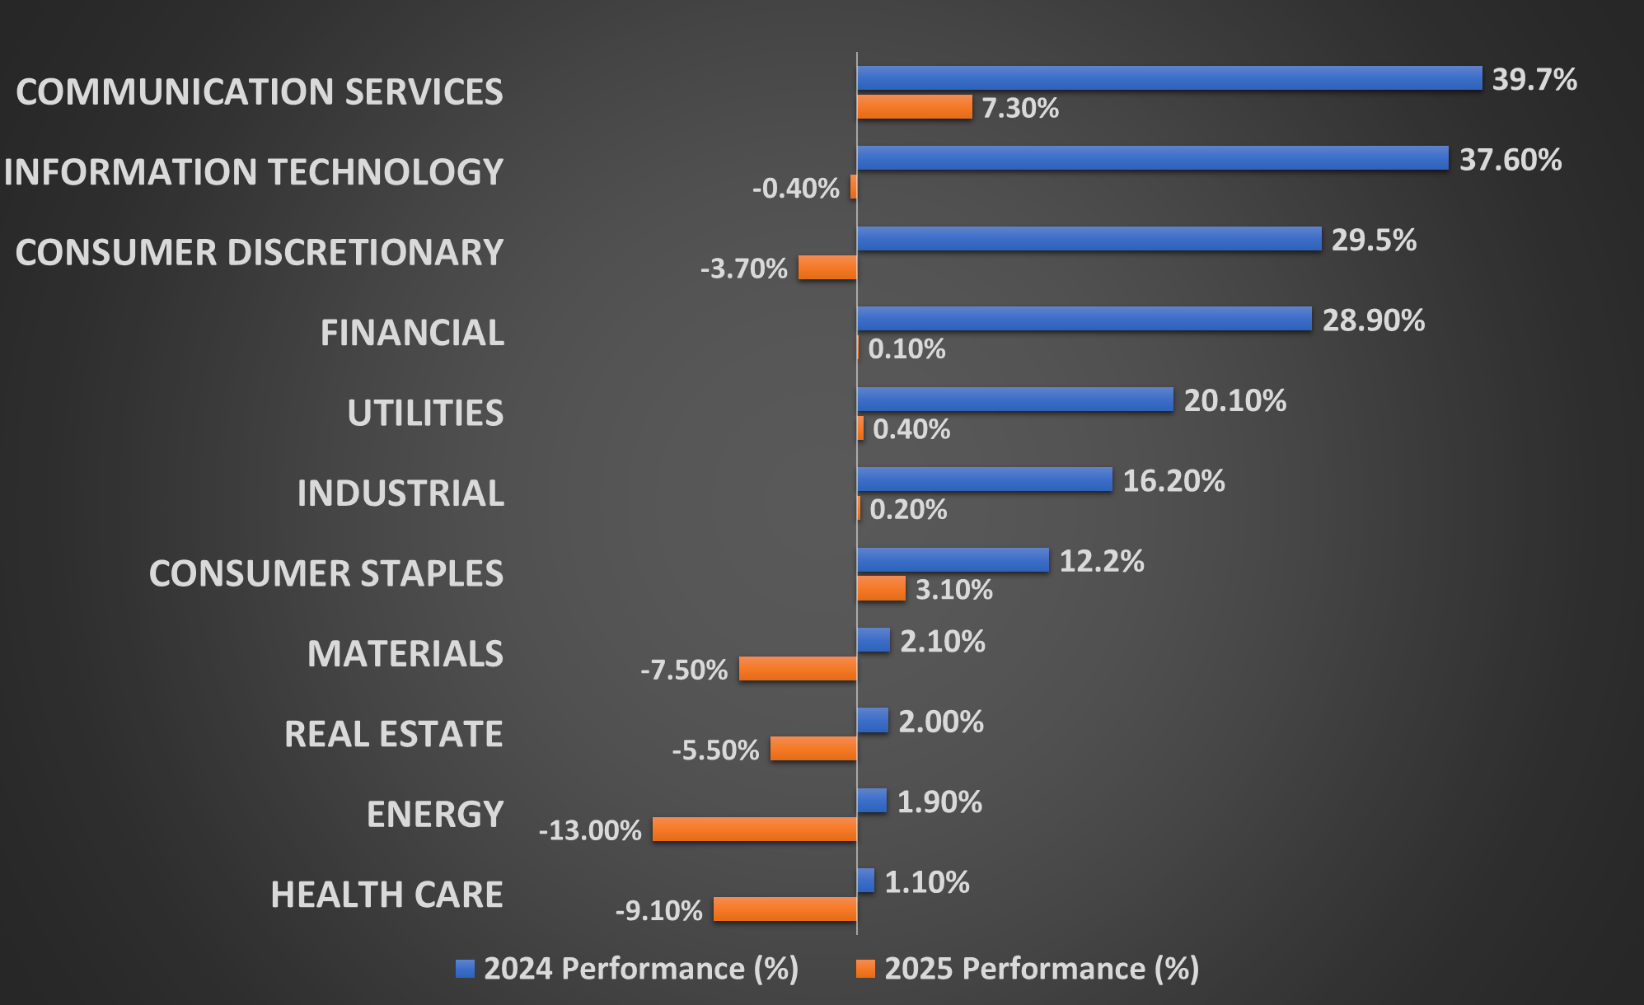 COMMUNICATION SERVICES
39.7%
7.30%
INFORMATION TECHNOLOGY
37.60%
-0.40%
CONSUMER DISCRETIONARY
29.5%
-3.70%
FINANCIAL
28.90%
0.10%
UTILITIES
20.10%
0.40%
INDUSTRIAL
16.20%
0.20%
CONSUMER STAPLES
12.2%
3.10%
MATERIALS
2.10%
-7.50%
REAL ESTATE
2.00%
-5.50%
ENERGY
1.90%
-13.00%
HEALTH CARE
1.10%
-9.10%
2024 Performance (%)
2025 Performance (%)